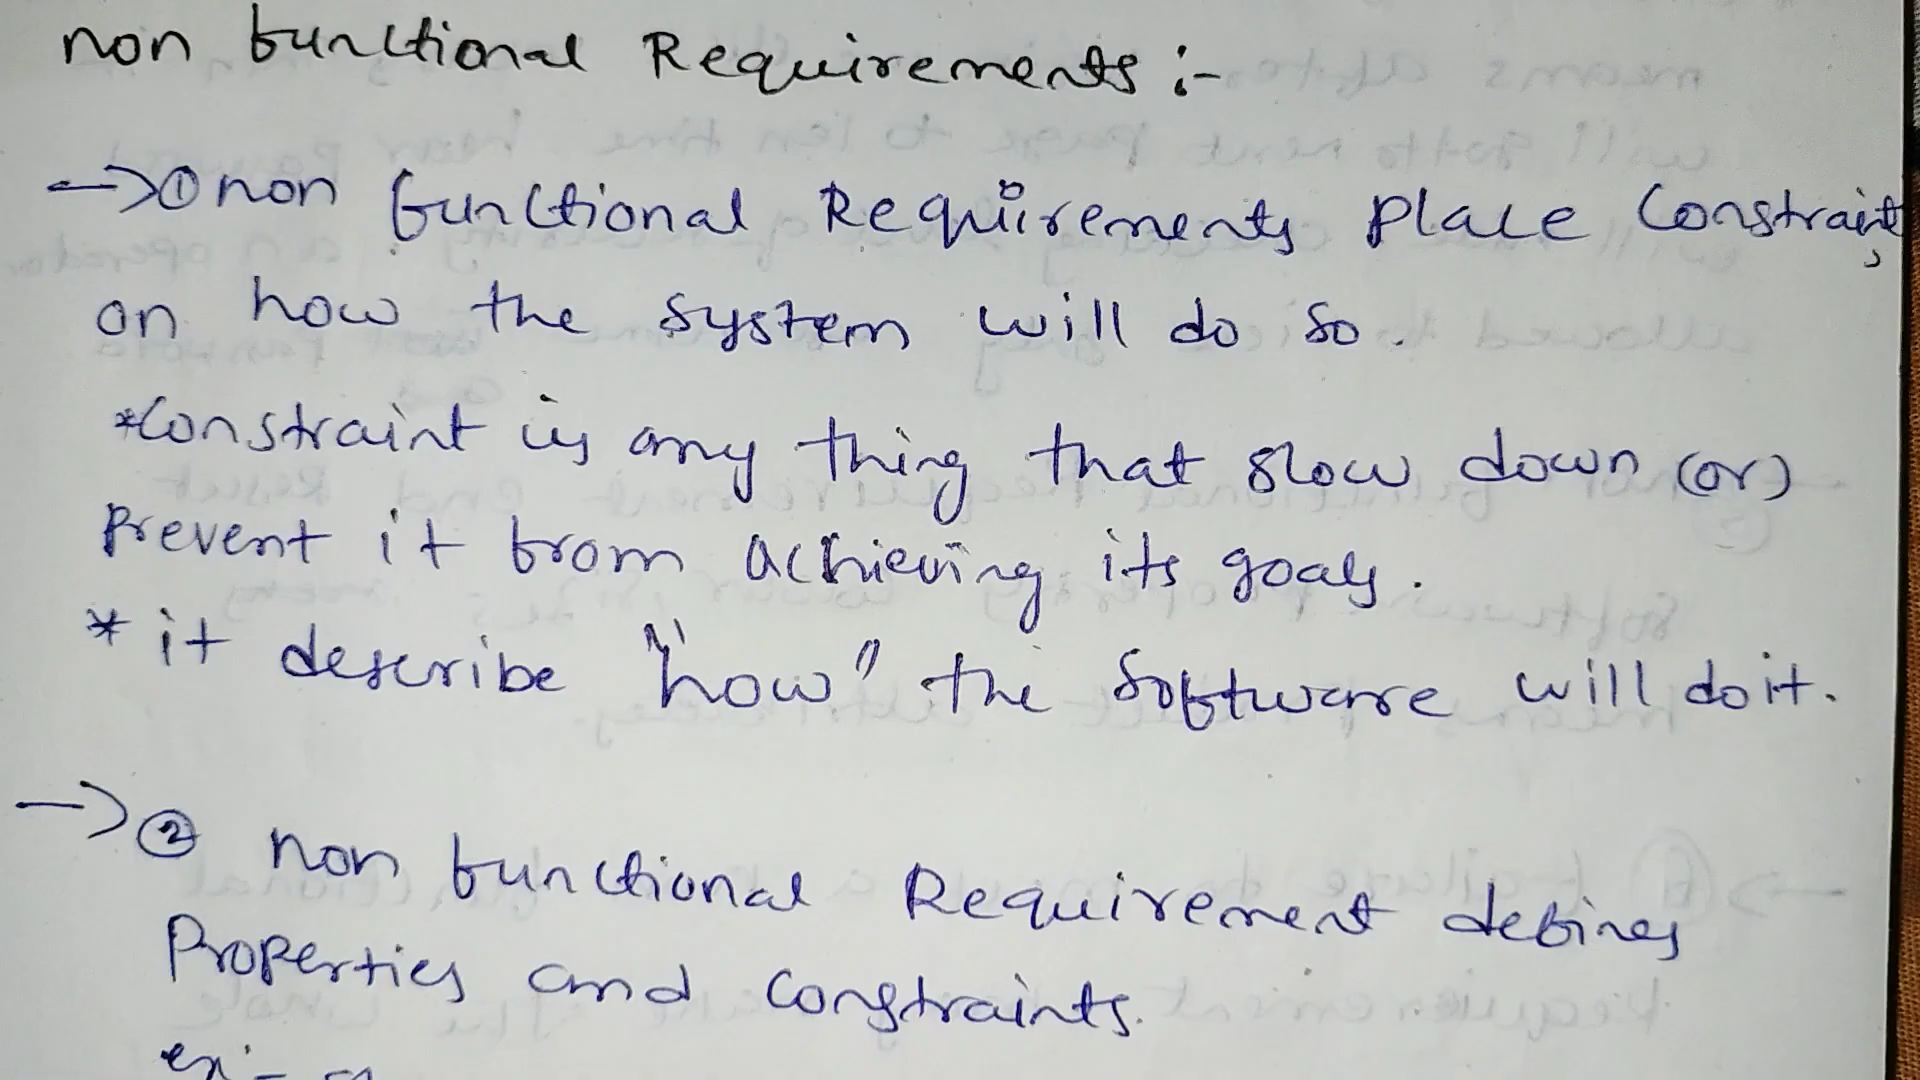 non functional Requirements :-
→ ① non functional Requirements place Constraints
on how the system will do so.
*Constraint is any thing that slow down (or)
Prevent it from achieving its goals.
* it describe "how" the software will do it.
→ ② non functional Requirement defines
Properties and constraints.
ex:-